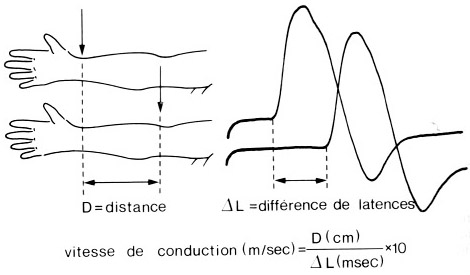 D=distance
ΔL=différence de latences
vitesse de conduction (m/sec)= D(cm)/ΔL(msec) ×10